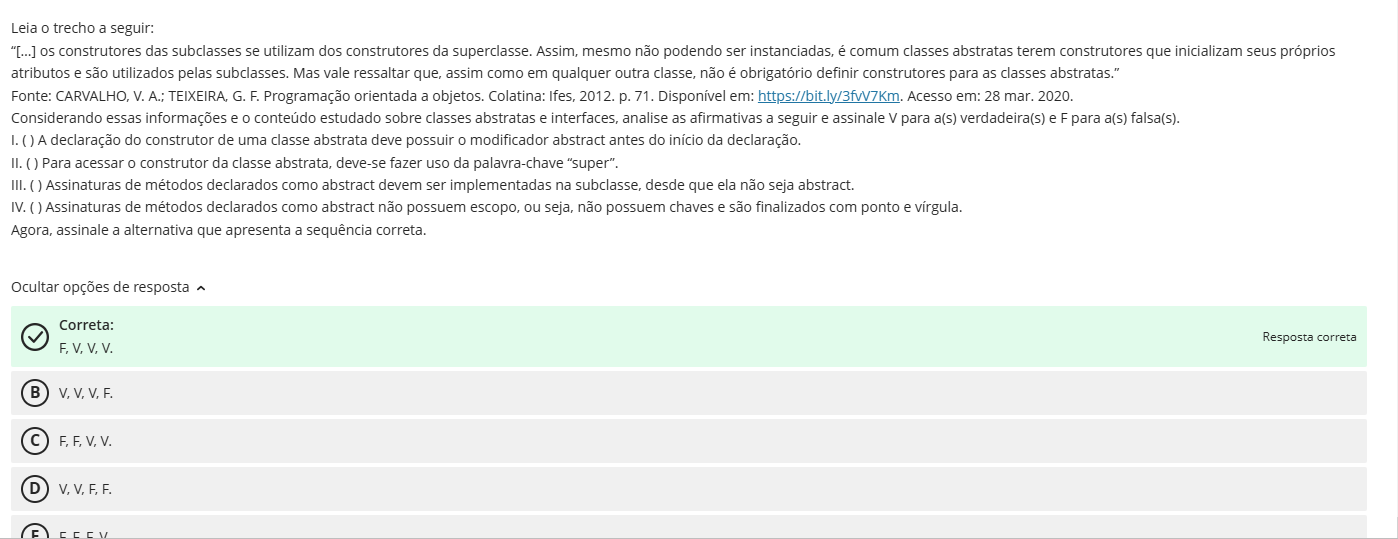 Leia o trecho a seguir:
“[...] os construtores das subclasses se utilizam dos construtores da superclasse. Assim, mesmo não podendo ser instanciadas, é comum classes abstratas terem construtores que inicializam seus próprios
atributos e são utilizados pelas subclasses. Mas vale ressaltar que, assim como em qualquer outra classe, não é obrigatório definir construtores para as classes abstratas.”
Fonte: CARVALHO, V. A.; TEIXEIRA, G. F. Programação orientada a objetos. Colatina: Ifes, 2012. p. 71. Disponível em: https://bit.ly/3fvV7Km. Acesso em: 28 mar. 2020.
Considerando essas informações e o conteúdo estudado sobre classes abstratas e interfaces, analise as afirmativas a seguir e assinale V para a(s) verdadeira(s) e F para a(s) falsa(s).
I. ( ) A declaração do construtor de uma classe abstrata deve possuir o modificador abstract antes do início da declaração.
II. ( ) Para acessar o construtor da classe abstrata, deve-se fazer uso da palavra-chave “super”.
III. ( ) Assinaturas de métodos declarados como abstract devem ser implementadas na subclasse, desde que ela não seja abstract.
IV. ( ) Assinaturas de métodos declarados como abstract não possuem escopo, ou seja, não possuem chaves e são finalizados com ponto e vírgula.
Agora, assinale a alternativa que apresenta a sequência correta.
Ocultar opções de resposta
Correta:
F, V, V, V.
Resposta correta
B V, V, V, F.
C F, F, V, V.
D V, V, F, F.
E F, F, F, V.